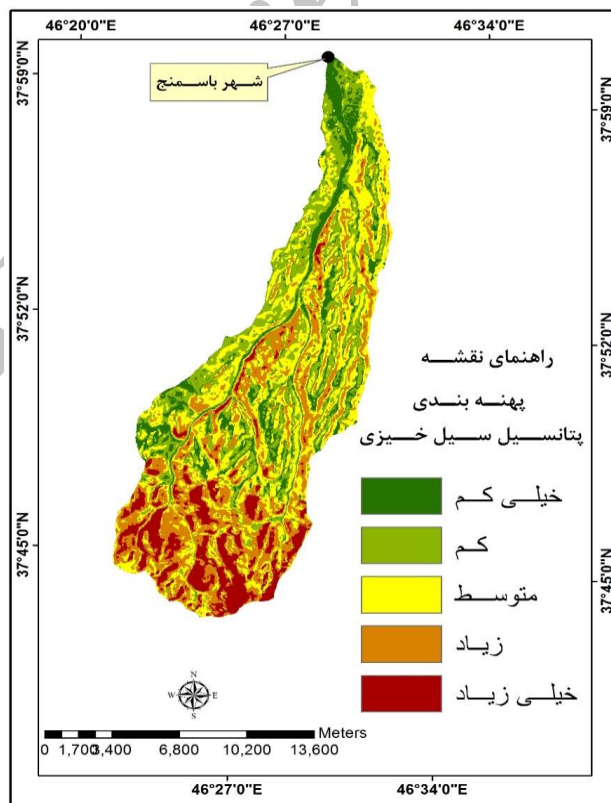 46°20'0"E 46°27'0"E 46°34'0"E
37°59'0"N
37°59'0"N
شهر باسمنج
37°52'0"N
37°52'0"N
راهنمای نقشه
پهنه بندی
پتانسیل سیل خیزی
خیلی کم
کم
متوسط
زیاد
خیلی زیاد
37°45'0"N
37°45'0"N
N
W E
S
Meters
0 1,700 3,400 6,800 10,200 13,600
46°27'0"E 46°34'0"E